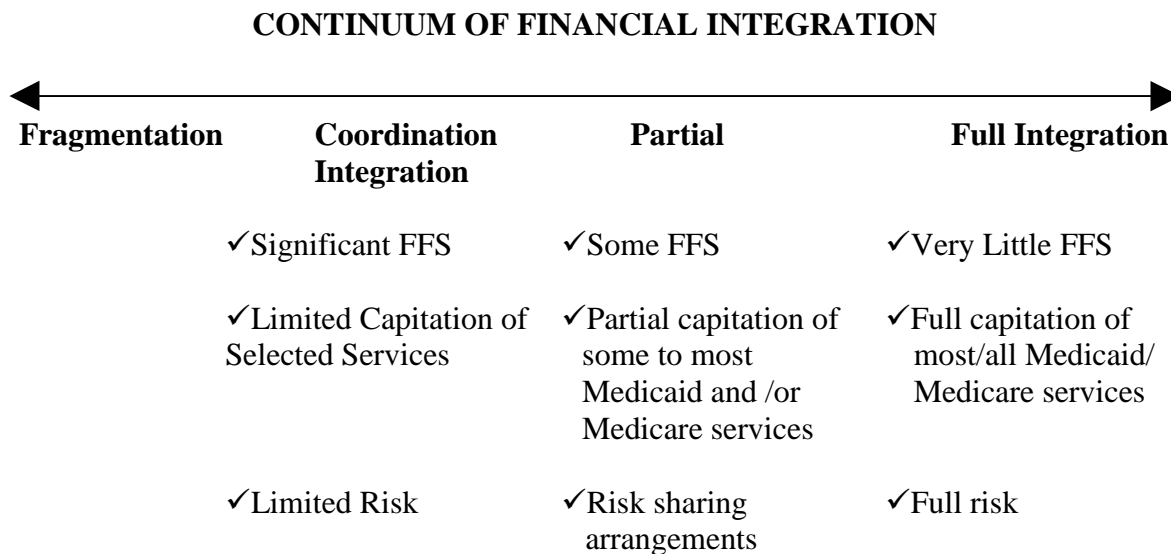 CONTINUUM OF FINANCIAL INTEGRATION
Fragmentation Coordination Partial Full Integration
Integration
✓Significant FFS ✓Some FFS ✓Very Little FFS
✓Limited Capitation of ✓Partial capitation of ✓Full capitation of
Selected Services some to most most/all Medicaid/
Medicaid and /or Medicare services
Medicare services
✓Limited Risk ✓Risk sharing ✓Full risk
arrangements